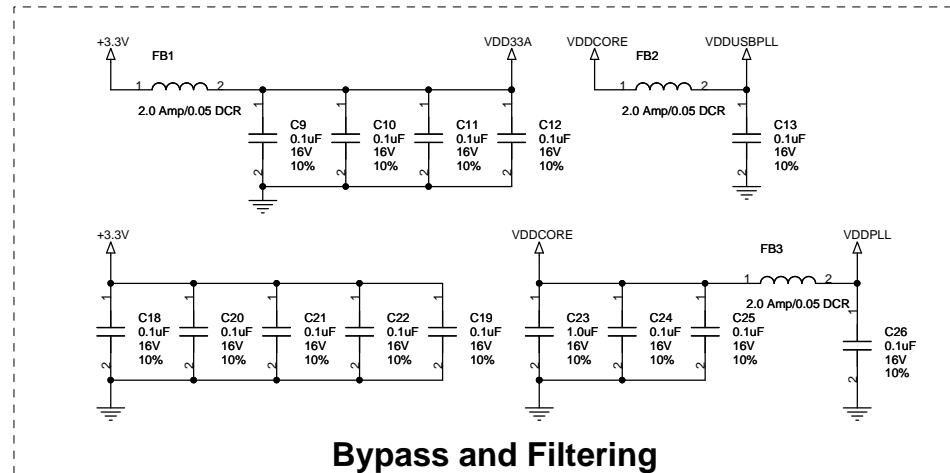 +3.3V
VDD33A
VDDCORE
VDDUSBPLL
FB1
FB2
1
2
1
2
2.0 Amp/0.05 DCR
2.0 Amp/0.05 DCR
1
1
1
1
1
C9
0.1uF
16V
10%
C10
0.1uF
16V
10%
C11
0.1uF
16V
10%
C12
0.1uF
16V
10%
C13
0.1uF
16V
10%
2
2
2
2
2
+3.3V
VDDCORE
VDDPLL
FB3
1
2
2.0 Amp/0.05 DCR
1
1
1
1
1
1
1
1
1
C18
0.1uF
16V
10%
C20
0.1uF
16V
10%
C21
0.1uF
16V
10%
C22
0.1uF
16V
10%
C19
0.1uF
16V
10%
C23
1.0uF
16V
10%
C24
0.1uF
16V
10%
C25
0.1uF
16V
10%
C26
0.1uF
16V
10%
2
2
2
2
2
2
2
2
2
Bypass and Filtering